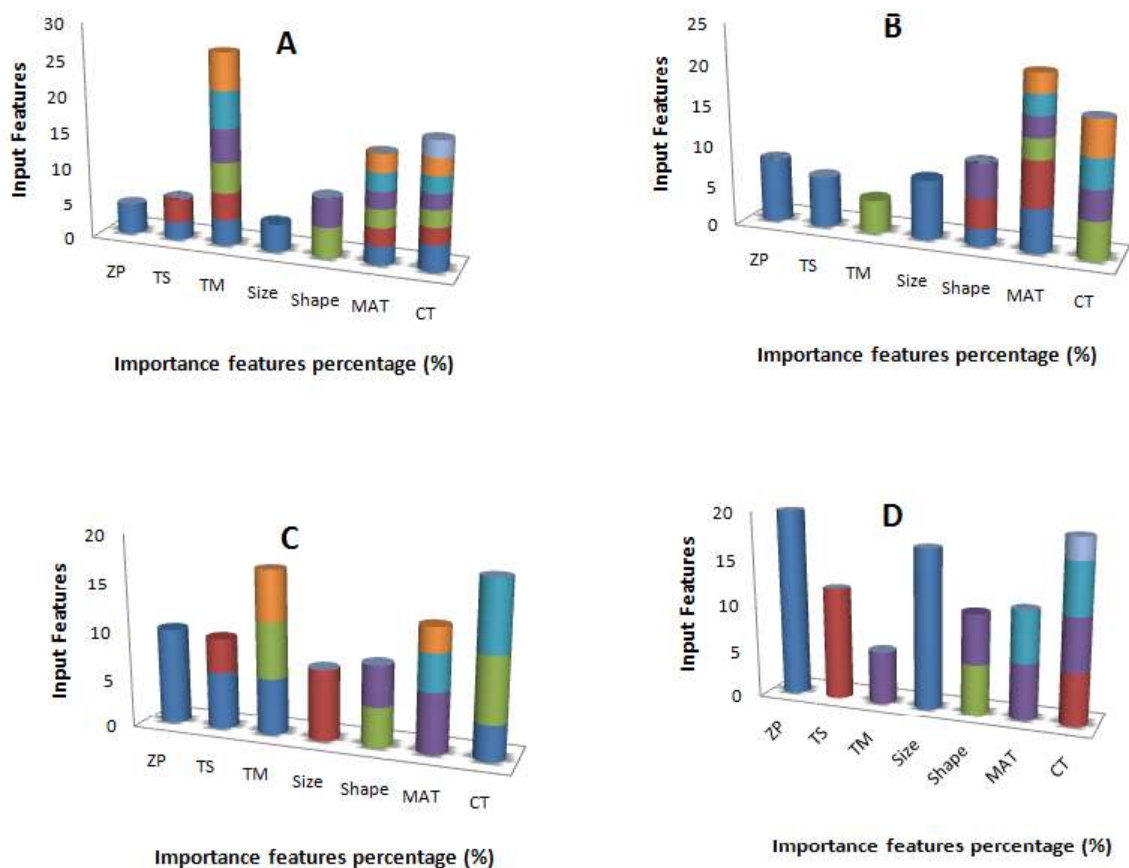 A
Input Features
30
25
20
15
10
5
0
ZP
TS
TM
Size
Shape
MAT
CT
Importance features percentage (%)
B
Input Features
25
20
15
10
5
0
ZP
TS
TM
Size
Shape
MAT
CT
Importance features percentage (%)
C
Input Features
20
15
10
5
0
ZP
TS
TM
Size
Shape
MAT
CT
Importance features percentage (%)
D
Input Features
20
15
10
5
0
ZP
TS
TM
Size
Shape
MAT
CT
Importance features percentage (%)